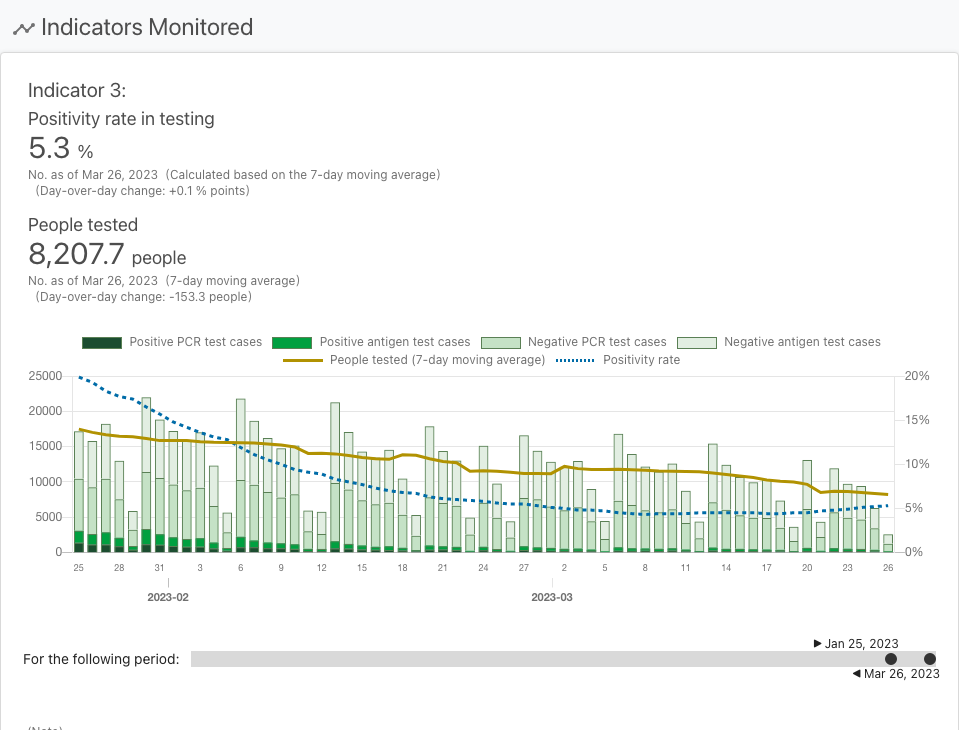 Indicators Monitored
Indicator 3:
Positivity rate in testing
5.3 %
No. as of Mar 26, 2023 (Calculated based on the 7-day moving average)
(Day-over-day change: +0.1 % points)
People tested
8,207.7 people
No. as of Mar 26, 2023 (7-day moving average)
(Day-over-day change: -153.3 people)
Positive PCR test cases Positive antigen test cases Negative PCR test cases Negative antigen test cases
People tested (7-day moving average) Positivity rate
25000 20%
20000
15%
15000
10%
10000
5000 5%
0 0%
25 28 31 3 6 9 12 15 18 21 24 27 2 5 8 11 14 17 20 23 26
2023-02 2023-03
▶ Jan 25, 2023
For the following period:
◀ Mar 26, 2023
(Note)